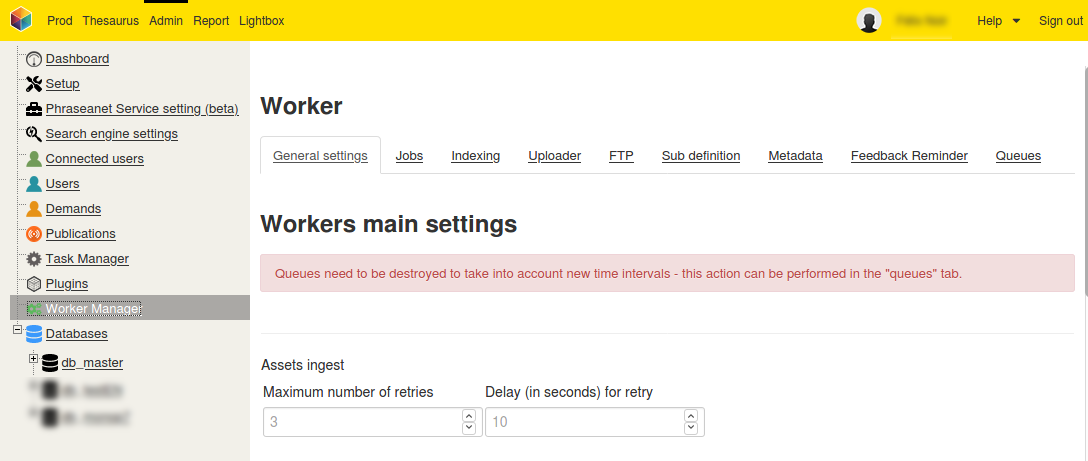 Prod Thesaurus Admin Report Lightbox Help Sign out
Dashboard
Setup
Phraseanet Service setting (beta)
Search engine settings
Connected users
Users
Demands
Publications
Task Manager
Plugins
Worker Manager
Databases
db_master
Worker
General settings Jobs Indexing Uploader FTP Sub definition Metadata Feedback Reminder Queues
Workers main settings
Queues need to be destroyed to take into account new time intervals - this action can be performed in the "queues" tab.
Assets ingest
Maximum number of retries Delay (in seconds) for retry
3 10